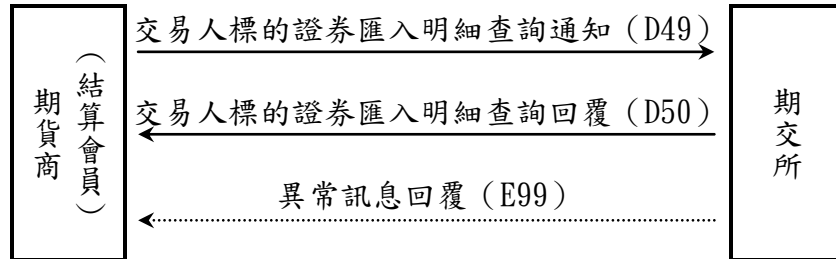 交易人標的證券匯入明細查詢通知（D49）
期貨商
（結算會員）
交易人標的證券匯入明細查詢回覆（D50）
期交所
異常訊息回覆（E99）